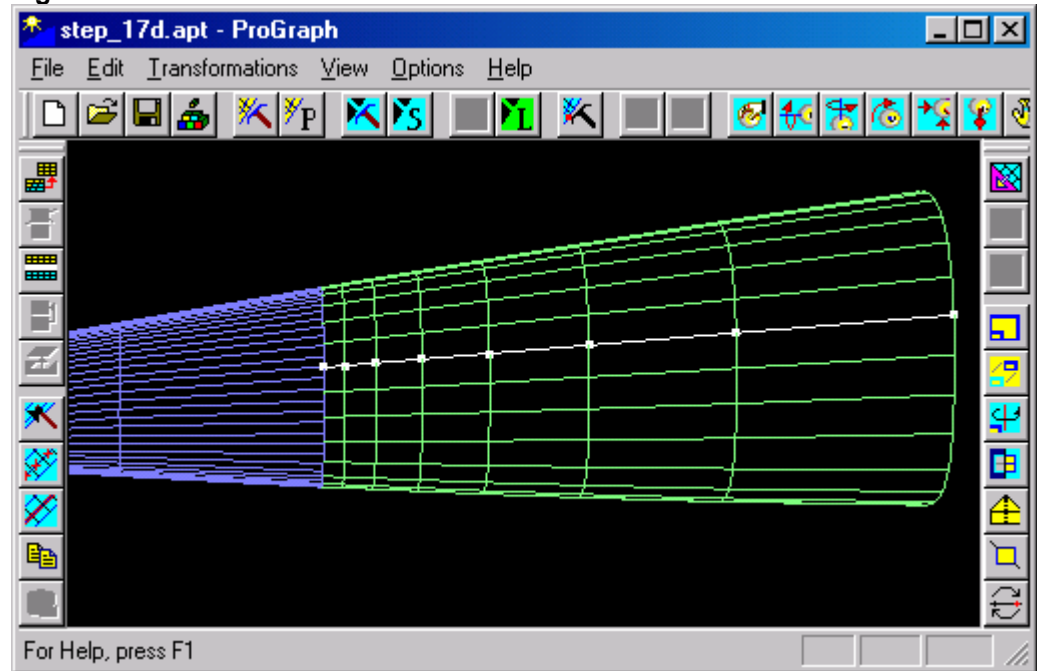 step_17d.apt - ProGraph
File Edit Transformations View Options Help
P S L
For Help, press F1